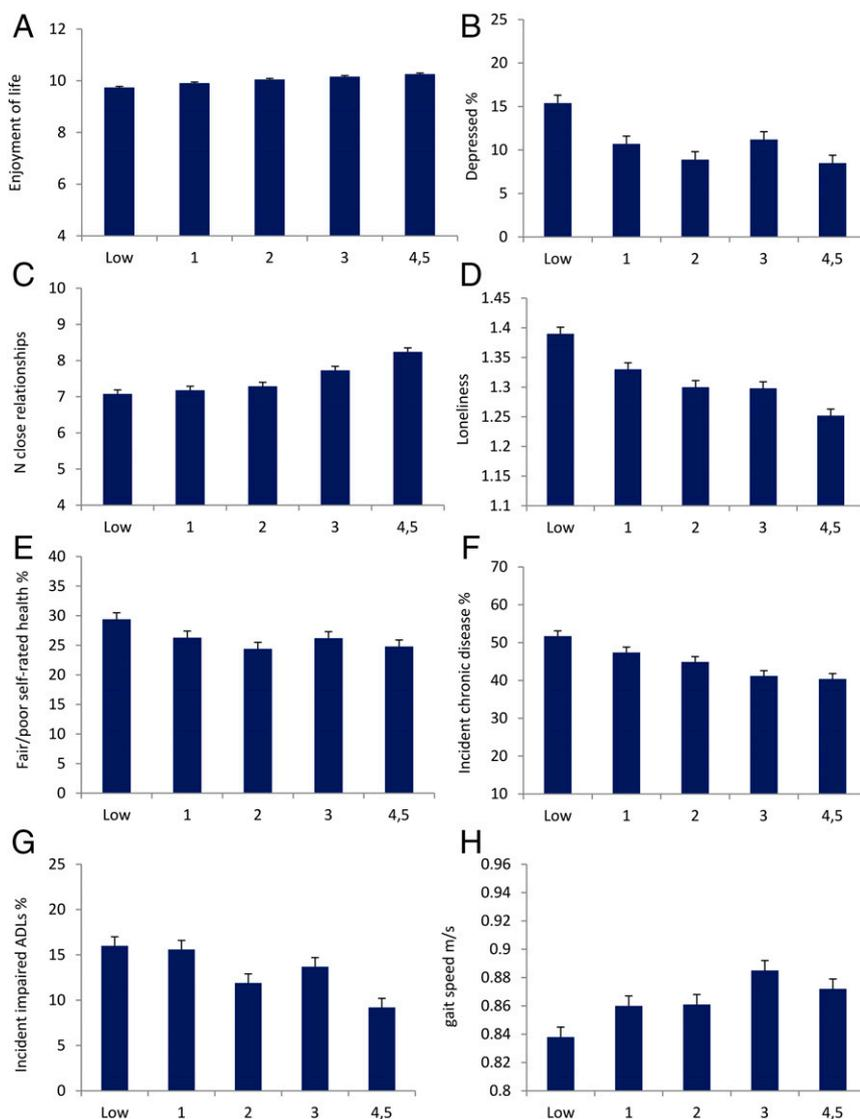 A
Enjoyment of life
12
10
8
6
4
Low 1 2 3 4,5
B
Depressed %
25
20
15
10
5
0
Low 1 2 3 4,5
C
N close relationships
10
9
8
7
6
5
4
Low 1 2 3 4,5
D
Loneliness
1.45
1.4
1.35
1.3
1.25
1.2
1.15
1.1
Low 1 2 3 4,5
E
Fair/poor self-rated health %
40
35
30
25
20
15
10
5
0
Low 1 2 3 4,5
F
Incident chronic disease %
70
60
50
40
30
20
10
Low 1 2 3 4,5
G
Incident impaired ADLs %
25
20
15
10
5
0
Low 1 2 3 4,5
H
gait speed m/s
0.96
0.92
0.9
0.88
0.86
0.84
0.82
0.8
Low 1 2 3 4,5